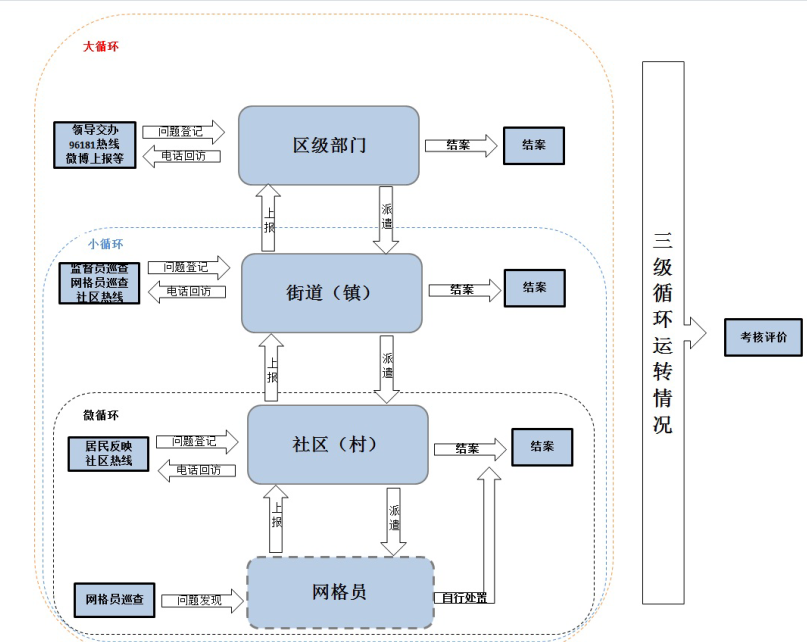 大循环
领导交办
96181热线
微博上报等
问题登记
电话回访
区级部门
结案
结案
上报
派遣
小循环
监督员巡查
网格员巡查
社区热线
问题登记
电话回访
街道（镇）
结案
结案
上报
派遣
微循环
居民反映
社区热线
问题登记
电话回访
社区（村）
结案
结案
上报
派遣
网格员巡查
问题发现
网格员
自行处置
三级循环运转情况
考核评价